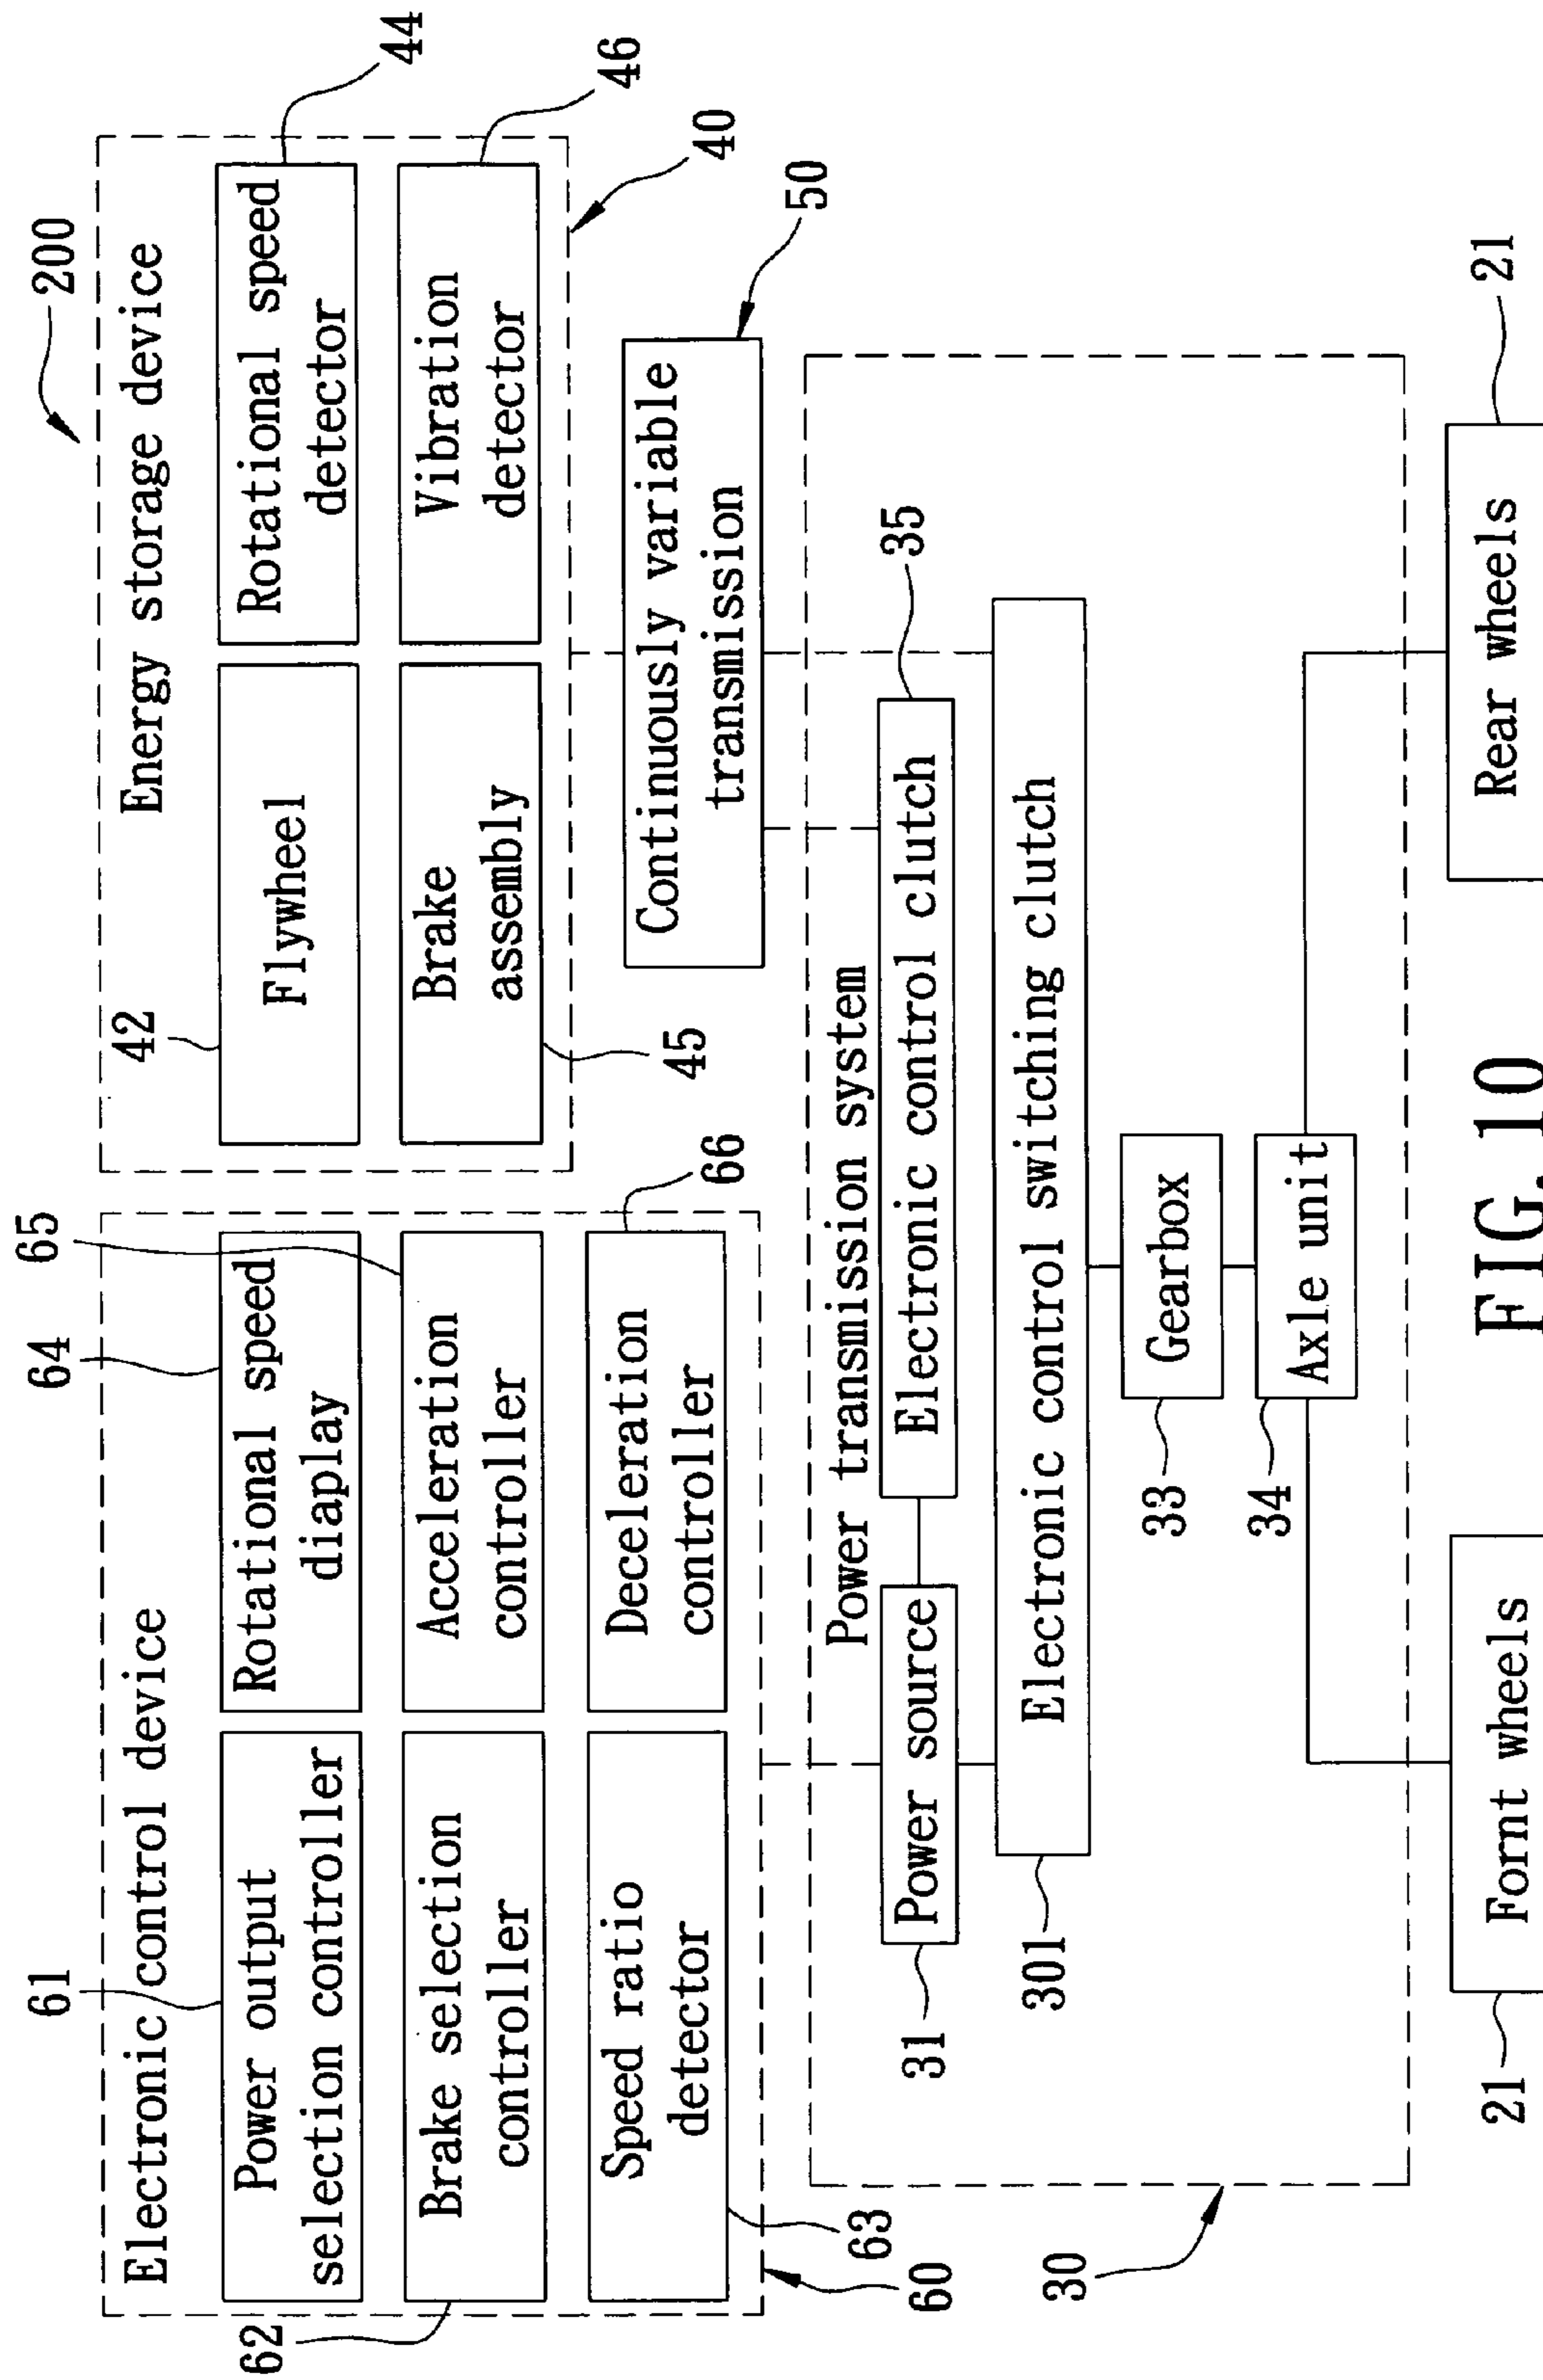 200
Electronic control device
61
Power output
selection controller
64
Rotational speed
diaplay
65
62
Brake selection
controller
Acceleration
controller
Speed ratio
detector
63
Deceleration
controller
66
60
Energy storage device
42
Flywheel
Rotational speed
detector
44
Brake
assembly
45
Vibration
detector
46
40
Continuously variable
transmission
50
Power transmission system
31
Power source
Electronic control clutch
35
301
Electronic control switching clutch
33
Gearbox
34
Axle unit
30
21
Fornt wheels
Rear wheels
21
FIG. 10